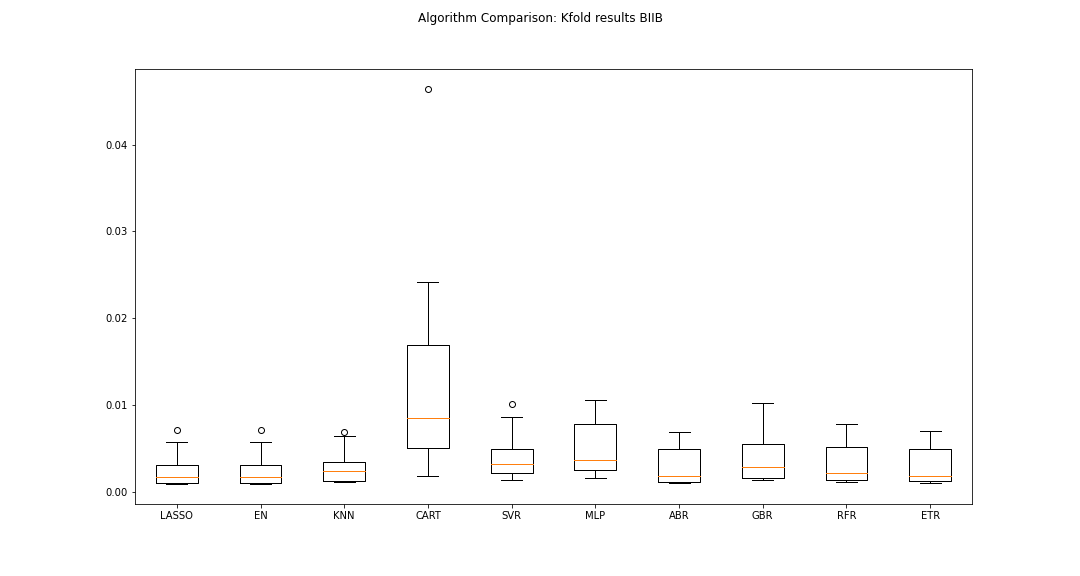 Algorithm Comparison: Kfold results BIIB
0.04
0.03
0.02
0.01
0.00
LASSO EN KNN CART SVR MLP ABR GBR RFR ETR